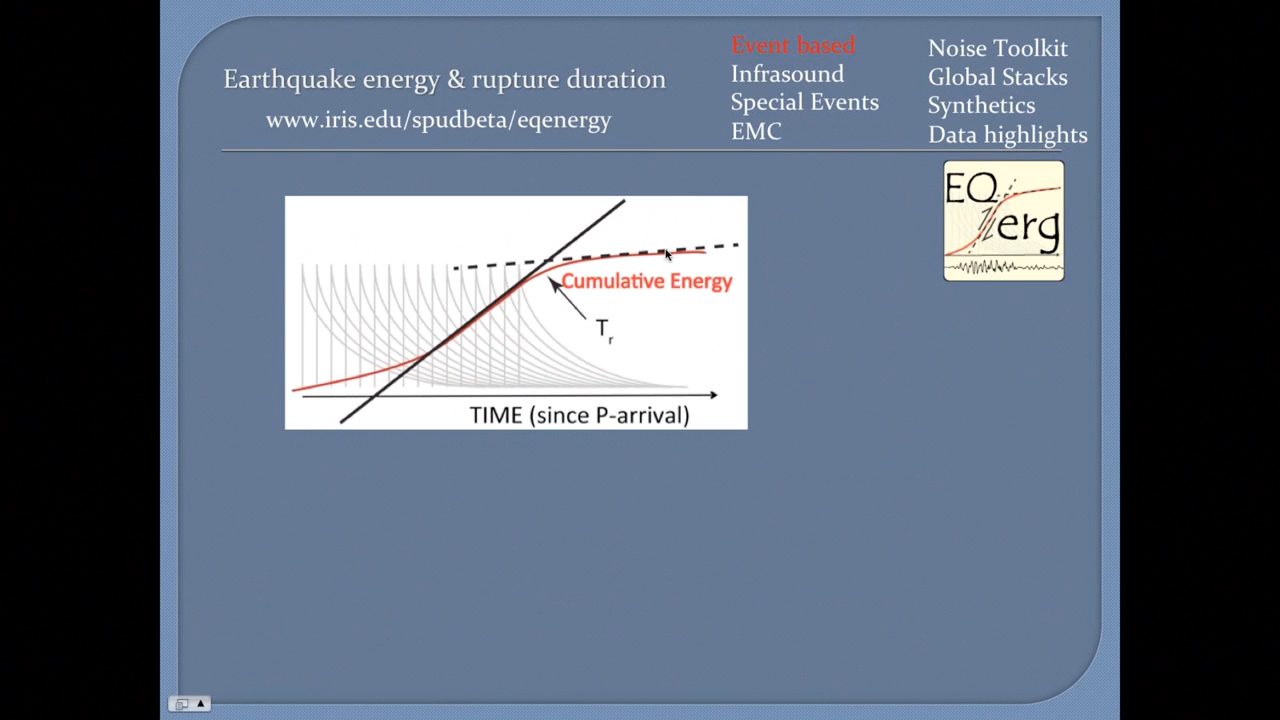 Earthquake energy & rupture duration
www.iris.edu/spudbeta/eqenergy
Event based
Infrasound
Special Events
EMC
Noise Toolkit
Global Stacks
Synthetics
Data highlights
EQ
erg
Cumulative Energy
Tr
TIME (since P-arrival)